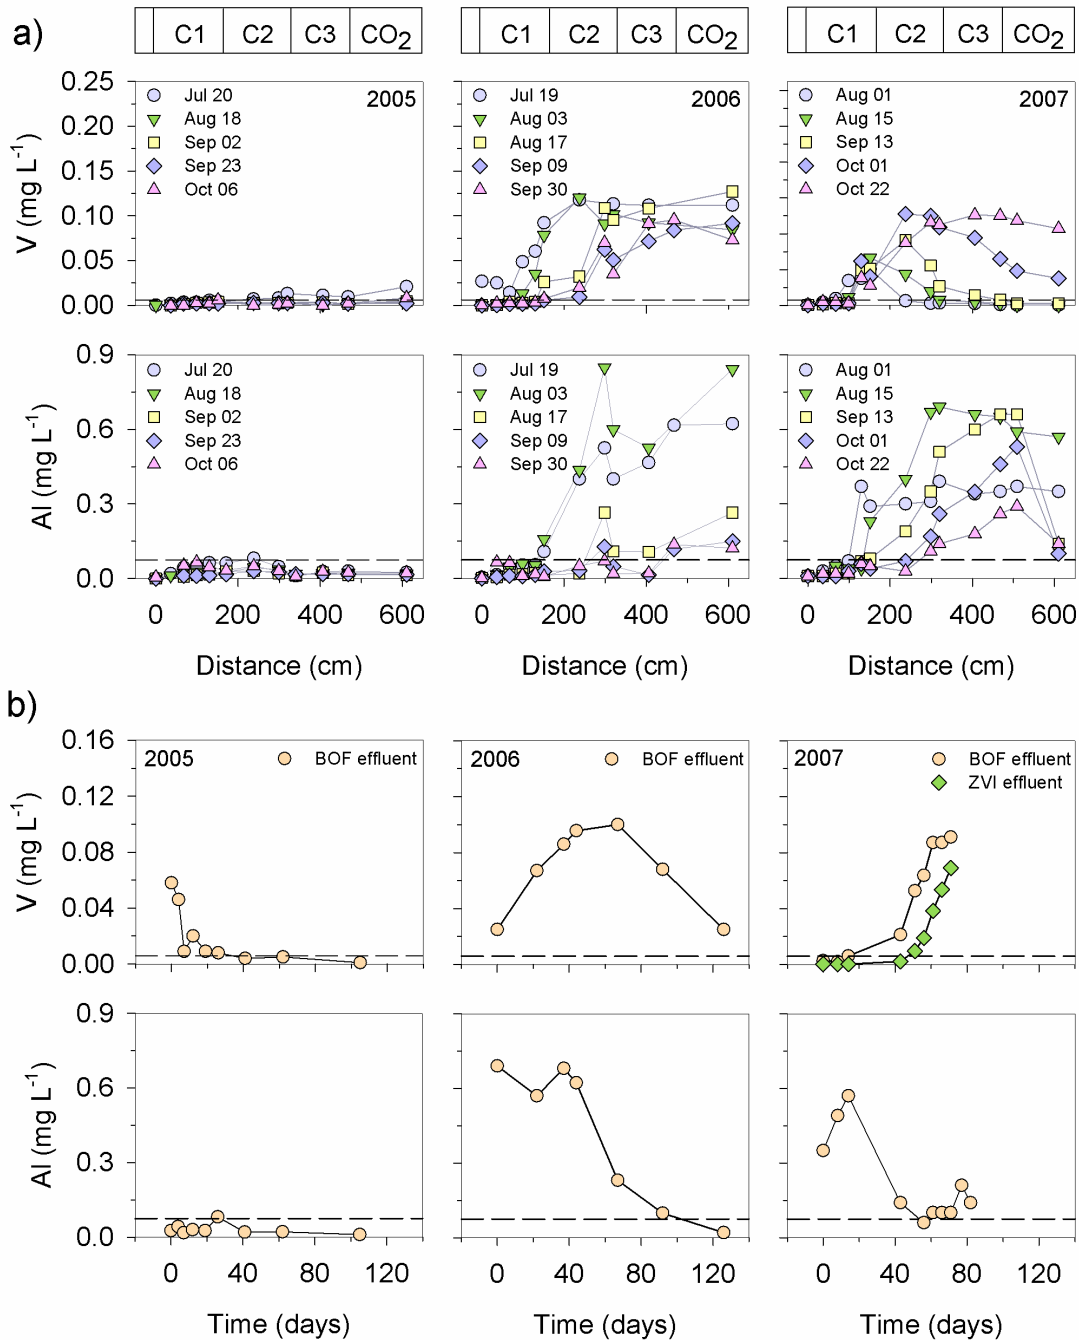 a)
C1 C2 C3 CO2 C1 C2 C3 CO2 C1 C2 C3 CO2
V (mg L-1)
0.25
0.20
0.15
0.10
0.05
0.00
Jul 20
Aug 18
Sep 02
Sep 23
Oct 06
2005
Jul 19
Aug 03
Aug 17
Sep 09
Sep 30
2006
Aug 01
Aug 15
Sep 13
Oct 01
Oct 22
2007
Al (mg L-1)
0.9
0.6
0.3
0.0
Jul 20
Aug 18
Sep 02
Sep 23
Oct 06
Jul 19
Aug 03
Aug 17
Sep 09
Sep 30
Aug 01
Aug 15
Sep 13
Oct 01
Oct 22
0 200 400 600 0 200 400 600 0 200 400 600
Distance (cm) Distance (cm) Distance (cm)
b)
V (mg L-1)
0.16
0.12
0.08
0.04
0.00
2005 BOF effluent
2006 BOF effluent
2007 BOF effluent
ZVI effluent
Al (mg L-1)
0.9
0.6
0.3
0.0
0 40 80 120 0 40 80 120 0 40 80 120
Time (days) Time (days) Time (days)